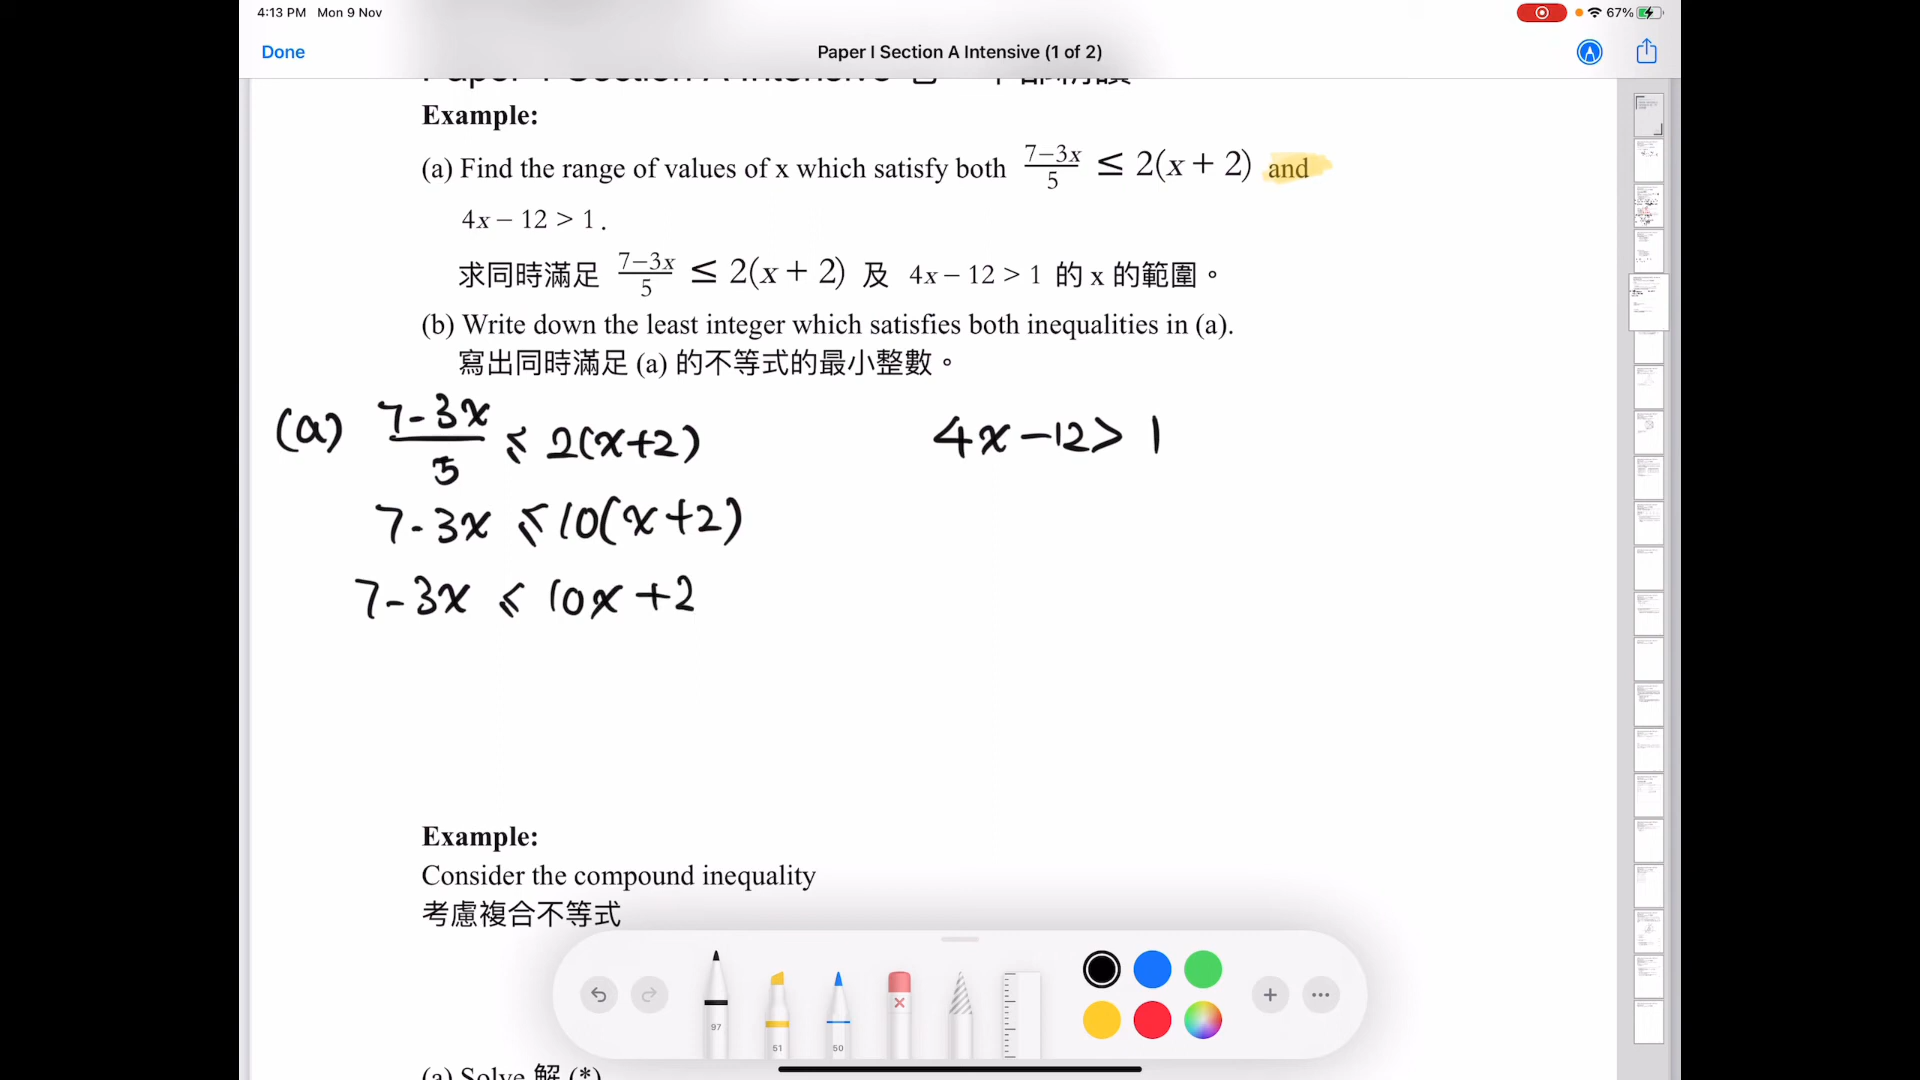 4:13 PM Mon 9 Nov
67%
Done
Paper I Section A Intensive (1 of 2)
Example:
(a) Find the range of values of x which satisfy both (7−3x)/5 ≤ 2(x + 2) and
4x − 12 > 1 .
求同時滿足 (7−3x)/5 ≤ 2(x + 2) 及 4x − 12 > 1 的 x 的範圍。
(b) Write down the least integer which satisfies both inequalities in (a).
寫出同時滿足 (a) 的不等式的最小整數。
(a) (7-3x)/5 ≤ 2(x+2) 4x-12> 1
7-3x ≤ 10(x+2)
7-3x ≤ 10x +2
Example:
Consider the compound inequality
考慮複合不等式
97
51
50
(a) Solve 解 (*)